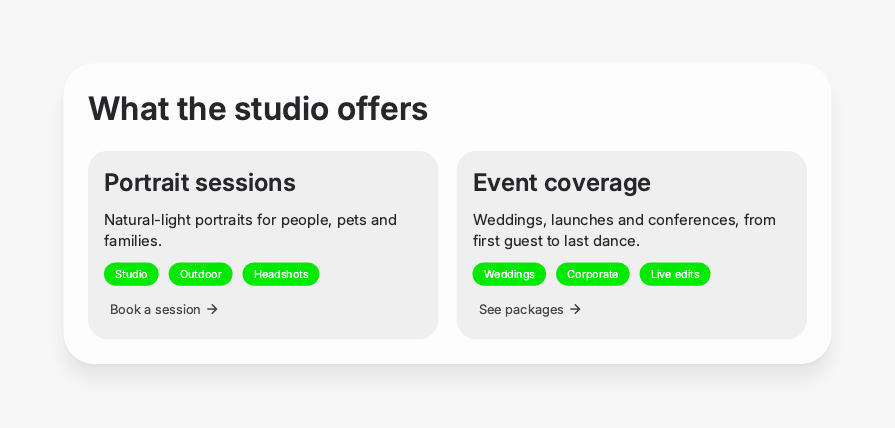 What the studio offers
Portrait sessions
Natural-light portraits for people, pets and
families.
Studio
Outdoor
Headshots
Book a session →
Event coverage
Weddings, launches and conferences, from
first guest to last dance.
Weddings
Corporate
Live edits
See packages →